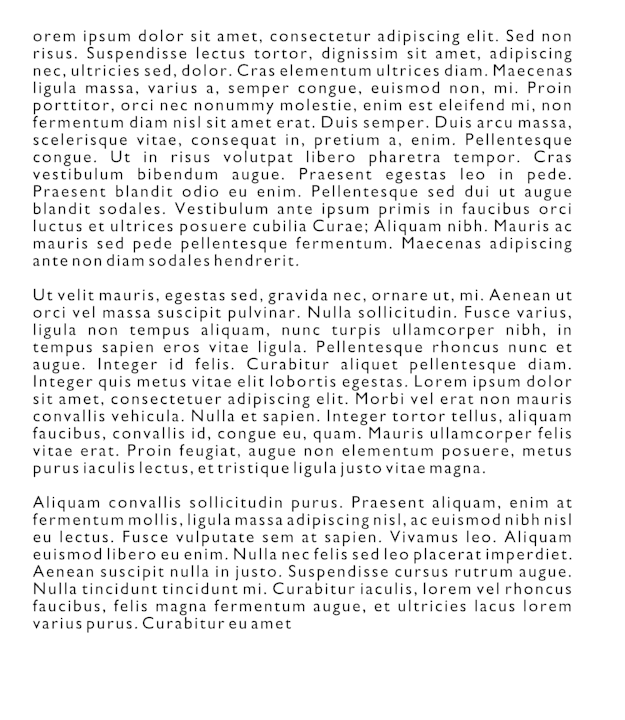 orem ipsum dolor sit amet, consectetur adipiscing elit. Sed non
risus. Suspendisse lectus tortor, dignissim sit amet, adipiscing
nec, ultricies sed, dolor. Cras elementum ultrices diam. Maecenas
ligula massa, varius a, semper congue, euismod non, mi. Proin
porttitor, orci nec nonummy molestie, enim est eleifend mi, non
fermentum diam nisl sit amet erat. Duis semper. Duis arcu massa,
scelerisque vitae, consequat in, pretium a, enim. Pellentesque
congue. Ut in risus volutpat libero pharetra tempor. Cras
vestibulum bibendum augue. Praesent egestas leo in pede.
Praesent blandit odio eu enim. Pellentesque sed dui ut augue
blandit sodales. Vestibulum ante ipsum primis in faucibus orci
luctus et ultrices posuere cubilia Curae; Aliquam nibh. Mauris ac
mauris sed pede pellentesque fermentum. Maecenas adipiscing
ante non diam sodales hendrerit.

Ut velit mauris, egestas sed, gravida nec, ornare ut, mi. Aenean ut
orci vel massa suscipit pulvinar. Nulla sollicitudin. Fusce varius,
ligula non tempus aliquam, nunc turpis ullamcorper nibh, in
tempus sapien eros vitae ligula. Pellentesque rhoncus nunc et
augue. Integer id felis. Curabitur aliquet pellentesque diam.
Integer quis metus vitae elit lobortis egestas. Lorem ipsum dolor
sit amet, consectetuer adipiscing elit. Morbi vel erat non mauris
convallis vehicula. Nulla et sapien. Integer tortor tellus, aliquam
faucibus, convallis id, congue eu, quam. Mauris ullamcorper felis
vitae erat. Proin feugiat, augue non elementum posuere, metus
purus iaculis lectus, et tristique ligula justo vitae magna.

Aliquam convallis sollicitudin purus. Praesent aliquam, enim at
fermentum mollis, ligula massa adipiscing nisl, ac euismod nibh nisl
eu lectus. Fusce vulputate sem at sapien. Vivamus leo. Aliquam
euismod libero eu enim. Nulla nec felis sed leo placerat imperdiet.
Aenean suscipit nulla in justo. Suspendisse cursus rutrum augue.
Nulla tincidunt tincidunt mi. Curabitur iaculis, lorem vel rhoncus
faucibus, felis magna fermentum augue, et ultricies lacus lorem
varius purus. Curabitur eu amet